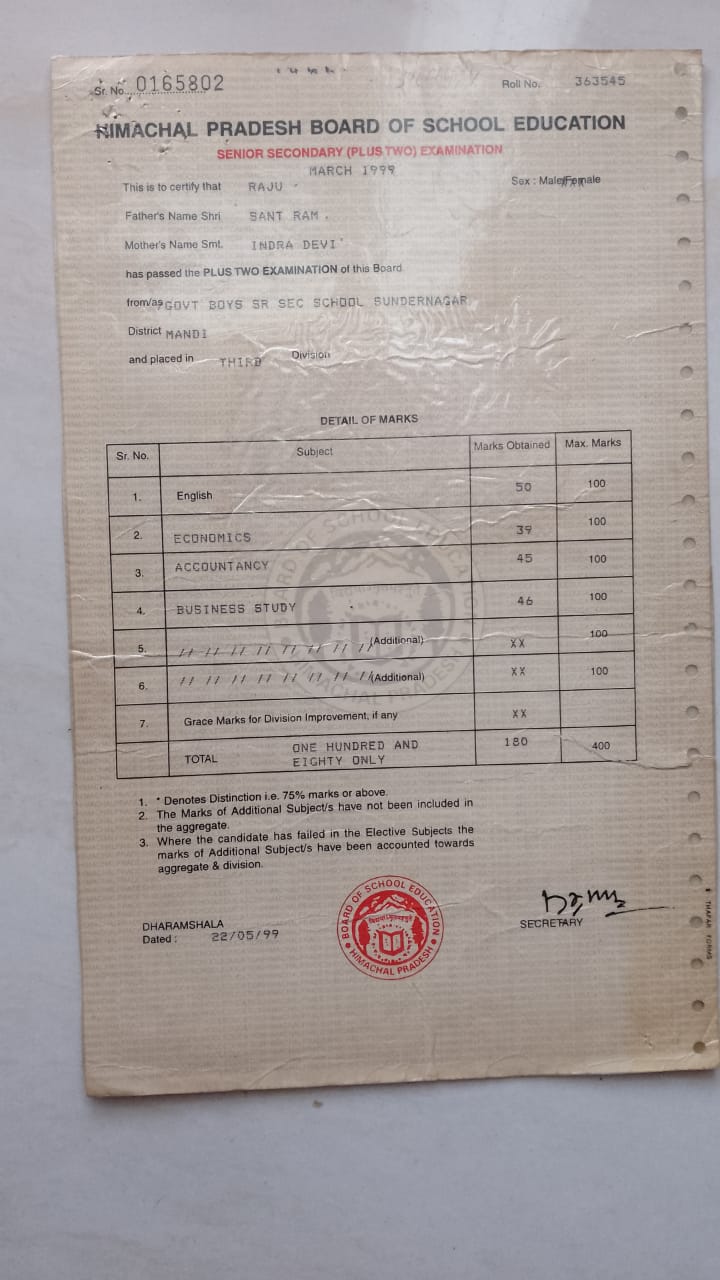 Sr. No. 0165802
Roll No. 363545
HIMACHAL PRADESH BOARD OF SCHOOL EDUCATION
SENIOR SECONDARY (PLUS TWO) EXAMINATION
MARCH 1999
This is to certify that RAJU
Sex : Male/Female
Father's Name Shri SANT RAM .
Mother's Name Smt. INDRA DEVI
has passed the PLUS TWO EXAMINATION of this Board
from/as GOVT BOYS SR SEC SCHOOL SUNDERNAGAR
District MANDI
and placed in THIRD Division
DETAIL OF MARKS
Sr. No. Subject Marks Obtained Max. Marks
1. English 50 100
2. ECONOMICS 39 100
3. ACCOUNTANCY 45 100
4. BUSINESS STUDY 46 100
5. // // // // // // // // (Additional) XX 100
6. // // // // // // // // (Additional) XX 100
7. Grace Marks for Division Improvement, if any XX
TOTAL ONE HUNDRED AND EIGHTY ONLY 180 400
1. * Denotes Distinction i.e. 75% marks or above.
2. The Marks of Additional Subject/s have not been included in
the aggregate.
3. Where the candidate has failed in the Elective Subjects the
marks of Additional Subject/s have been accounted towards
aggregate & division.
DHARAMSHALA
Dated : 22/05/99
BOARD OF SCHOOL EDUCATION
HIMACHAL PRADESH
SECRETARY
THAPAR FORMS